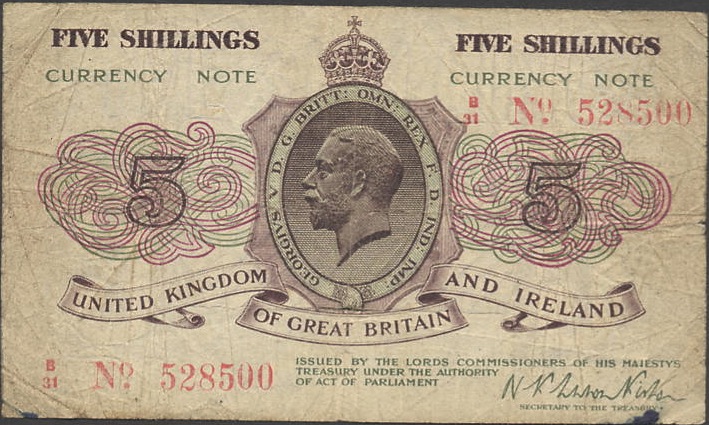 FIVE SHILLINGS
CURRENCY NOTE
FIVE SHILLINGS
CURRENCY NOTE
B/31 Nº 528500
GEORGIVS V D. G. BRITT: OMN: REX F. D. IND: IMP:
5
5
UNITED KINGDOM
OF GREAT BRITAIN
AND IRELAND
B/31 Nº 528500
ISSUED BY THE LORDS COMMISSIONERS OF HIS MAJESTYS
TREASURY UNDER THE AUTHORITY
OF ACT OF PARLIAMENT
SECRETARY TO THE TREASURY.